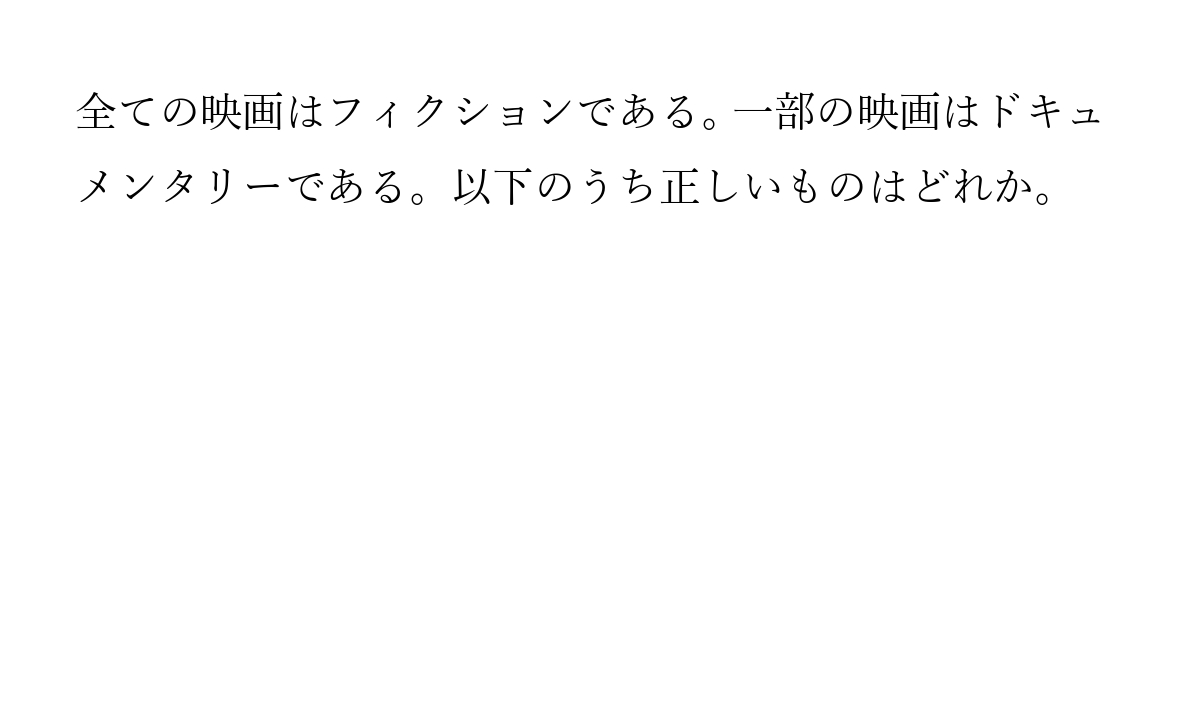 全ての映画はフィクションである。一部の映画はドキュ
メンタリーである。以下のうち正しいものはどれか。